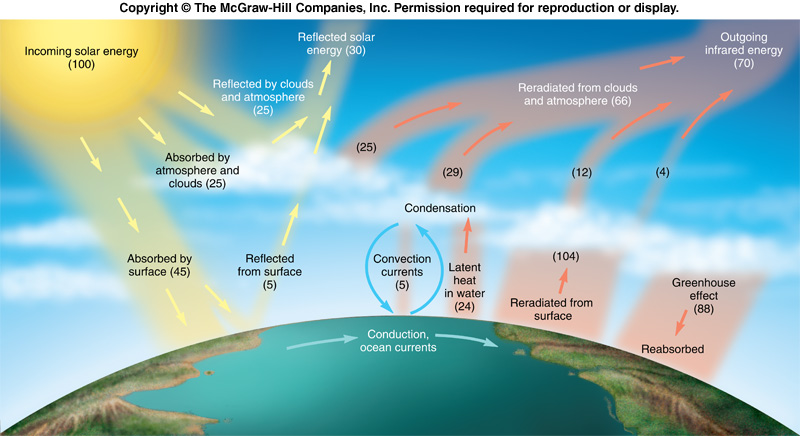 Copyright © The McGraw-Hill Companies, Inc. Permission required for reproduction or display.
Incoming solar energy
(100)
Reflected solar
energy (30)
Outgoing
infrared energy
(70)
Reflected by clouds
and atmosphere
(25)
Reradiated from clouds
and atmosphere (66)
Absorbed by
atmosphere and
clouds (25)
(25)
(29)
(12)
(4)
Condensation
Absorbed by
surface (45)
Reflected
from surface
(5)
Convection
currents
(5)
Latent
heat
in water
(24)
(104)
Reradiated from
surface
Greenhouse
effect
(88)
Reabsorbed
Conduction,
ocean currents